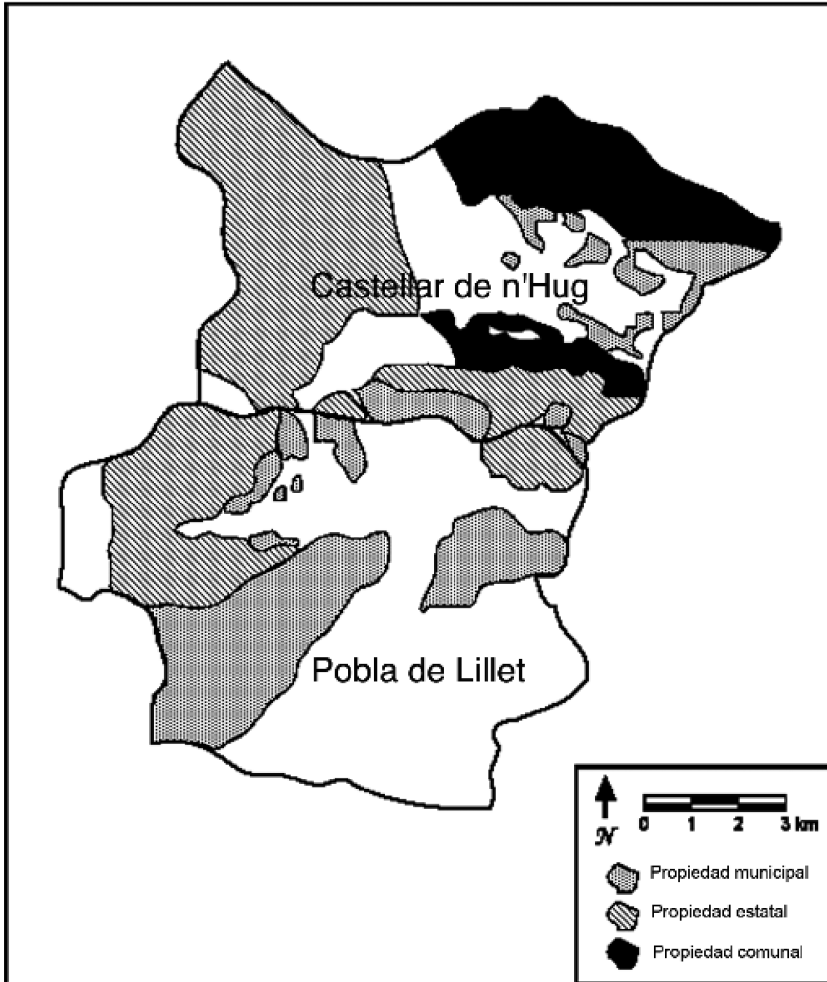 Castellar de n'Hug
Pobla de Lillet
N
0 1 2 3 km
Propiedad municipal
Propiedad estatal
Propiedad comunal